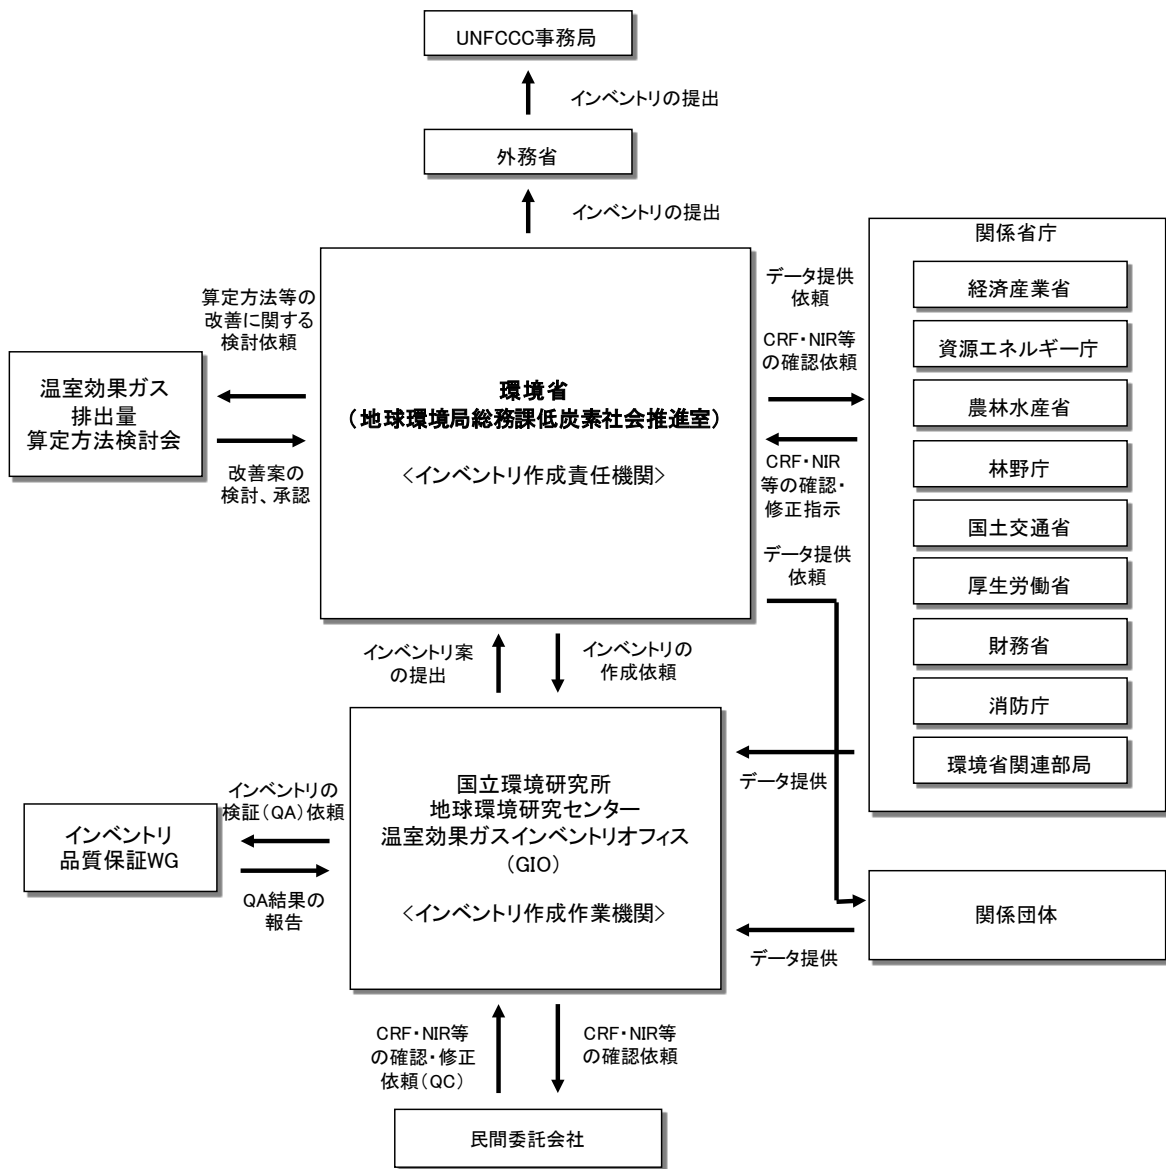 UNFCCC事務局
インベントリの提出
外務省
インベントリの提出
算定方法等の
改善に関する
検討依頼
温室効果ガス
排出量
算定方法検討会
改善案の
検討、承認
環境省
(地球環境局総務課低炭素社会推進室)
<インベントリ作成責任機関>
データ提供
依頼
CRF・NIR等
の確認依頼
CRF・NIR
等の確認・
修正指示
データ提供
依頼
関係省庁
経済産業省
資源エネルギー庁
農林水産省
林野庁
国土交通省
厚生労働省
財務省
消防庁
環境省関連部局
インベントリ案
の提出
インベントリの
作成依頼
国立環境研究所
地球環境研究センター
温室効果ガスインベントリオフィス
(GIO)
<インベントリ作成作業機関>
データ提供
インベントリの
検証(QA)依頼
インベントリ
品質保証WG
QA結果の
報告
関係団体
データ提供
CRF・NIR等
の確認・修正
依頼(QC)
CRF・NIR等
の確認依頼
民間委託会社